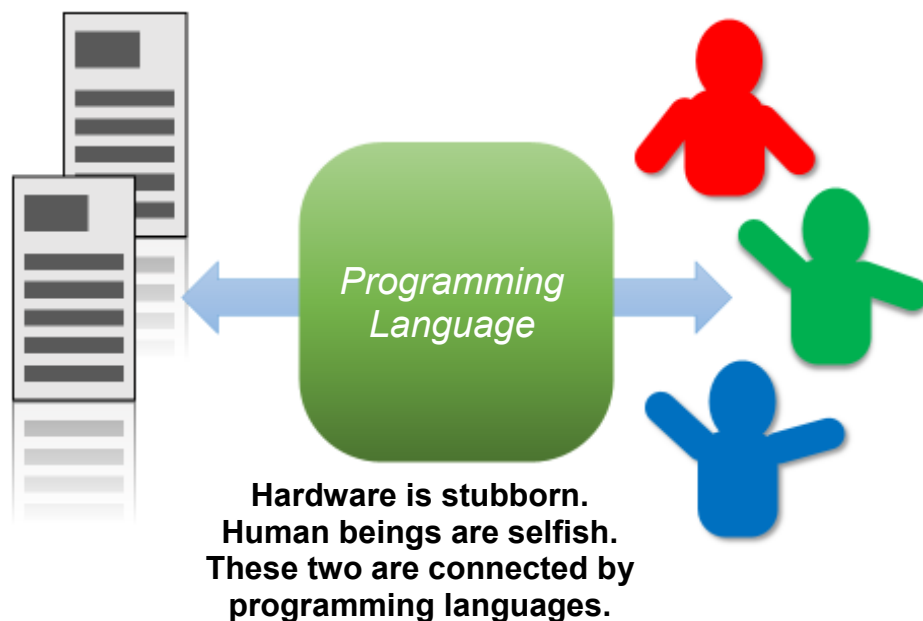 Programming
Language
Hardware is stubborn.
Human beings are selfish.
These two are connected by
programming languages.